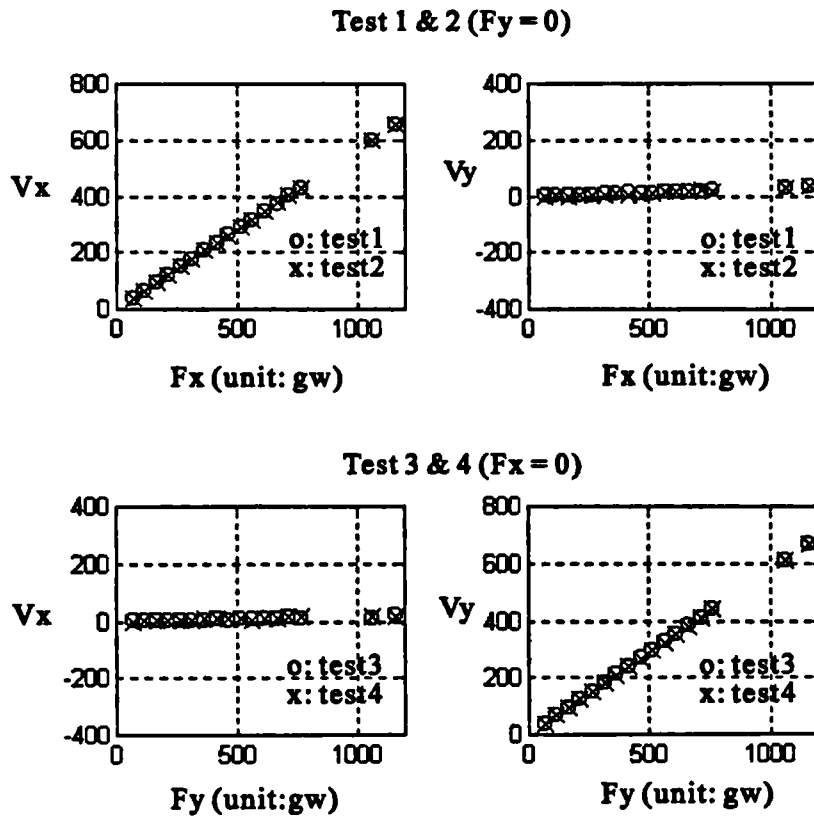 Test 1 & 2 (Fy = 0)
800
600
Vx
400
200
0
o: test1
x: test2
0
500
1000
Fx (unit: gw)
400
200
Vy
0
-200
-400
o: test1
x: test2
0
500
1000
Fx (unit:gw)
Test 3 & 4 (Fx = 0)
400
200
Vx
0
-200
-400
o: test3
x: test4
0
500
1000
Fy (unit:gw)
800
600
Vy
400
200
0
o: test3
x: test4
0
500
1000
Fy (unit:gw)